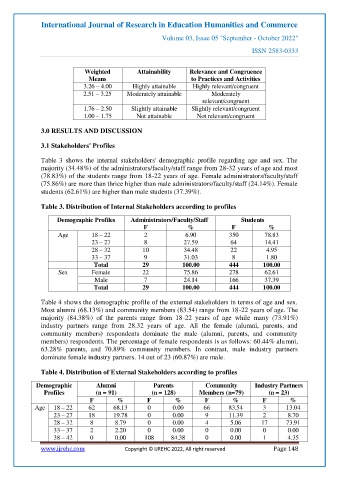 International Journal of Research in Education Humanities and Commerce
Volume 03, Issue 05 "September - October 2022"
ISSN 2583-0333
Weighted Means Attainability Relevance and Congruence to Practices and Activities
3.26 – 4.00 Highly attainable Highly relevant/congruent
2.51 – 3.25 Moderately attainable Moderately relevant/congruent
1.76 – 2.50 Slightly attainable Slightly relevant/congruent
1.00 – 1.75 Not attainable Not relevant/congruent
3.0 RESULTS AND DISCUSSION
3.1 Stakeholders' Profiles
Table 3 shows the internal stakeholders' demographic profile regarding age and sex. The
majority (34.48%) of the administrators/faculty/staff range from 28-32 years of age and most
(78.83%) of the students range from 18-22 years of age. Female administrators/faculty/staff
(75.86%) are more than thrice higher than male administrators/faculty/staff (24.14%). Female
students (62.61%) are higher than male students (37.39%).
Table 3. Distribution of Internal Stakeholders according to profiles
Demographic Profiles Administrators/Faculty/Staff Students
F % F %
Age 18 – 22 2 6.90 350 78.83
23 – 27 8 27.59 64 14.41
28 – 32 10 34.48 22 4.95
33 – 37 9 31.03 8 1.80
Total 29 100.00 444 100.00
Sex Female 22 75.86 278 62.61
Male 7 24.14 166 37.39
Total 29 100.00 444 100.00
Table 4 shows the demographic profile of the external stakeholders in terms of age and sex.
Most alumni (68.13%) and community members (83.54) range from 18-22 years of age. The
majority (84.38%) of the parents range from 18-22 years of age while many (73.91%)
industry partners range from 28.32 years of age. All the female (alumni, parents, and
community members) respondents dominate the male (alumni, parents, and community
members) respondents. The percentage of female respondents is as follows: 60.44% alumni,
63.28% parents, and 70.89% community members. In contrast, male industry partners
dominate female industry partners, 14 out of 23 (60.87%) are male.
Table 4. Distribution of External Stakeholders according to profiles
Demographic Profiles Alumni (n = 91) Parents (n = 128) Community Members (n=79) Industry Partners (n = 23)
F % F % F % F %
Age 18 – 22 62 68.13 0 0.00 66 83.54 3 13.04
23 – 27 18 19.78 0 0.00 9 11.39 2 8.70
28 – 32 8 8.79 0 0.00 4 5.06 17 73.91
33 – 37 2 2.20 0 0.00 0 0.00 0 0.00
38 – 42 0 0.00 108 84.38 0 0.00 1 4.35
www.ijrehc.com Copyright © IJREHC 2022, All right reserved Page 148